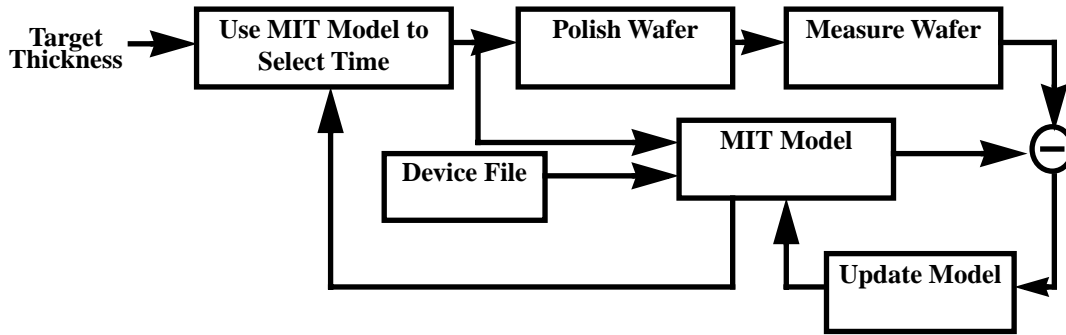 Target
Thickness
Use MIT Model to
Select Time
Polish Wafer
Measure Wafer
MIT Model
Device File
Update Model